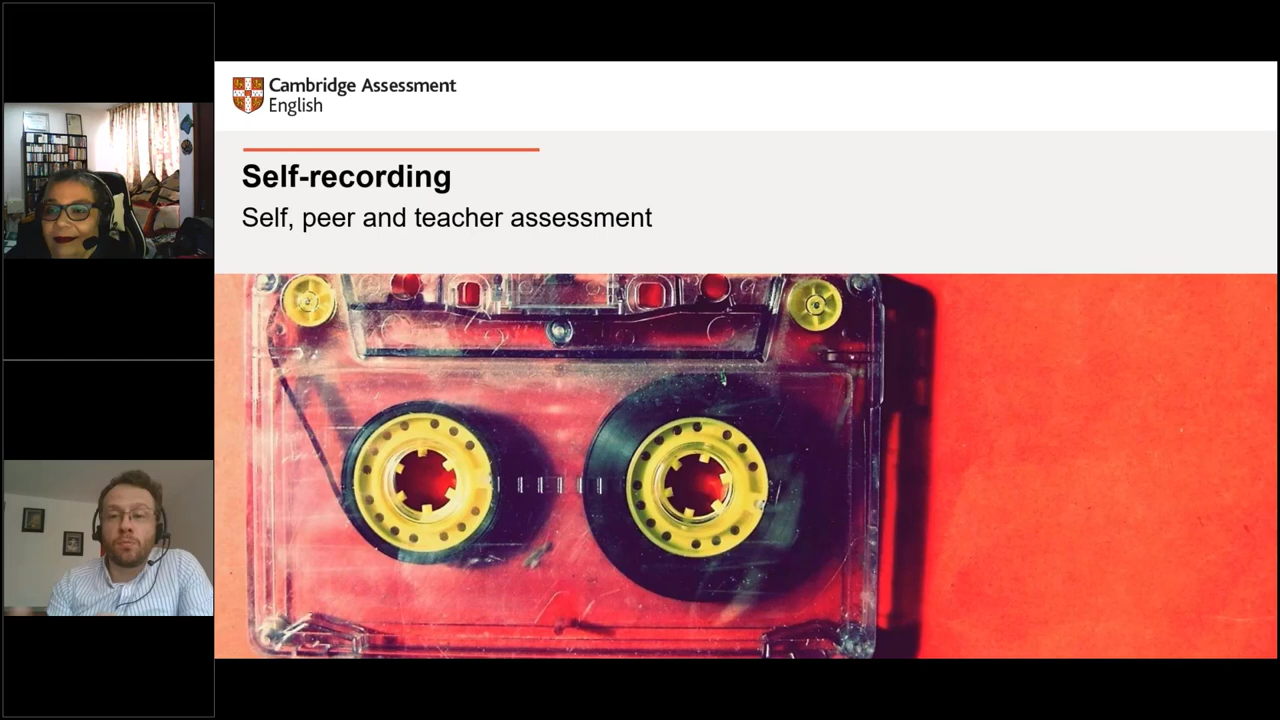 Cambridge Assessment
English
Self-recording
Self, peer and teacher assessment